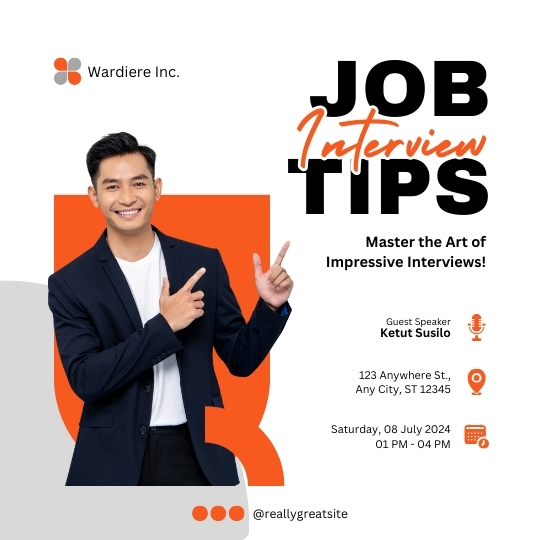 Wardiere Inc.
JOB
Interview
TIPS
Master the Art of
Impressive Interviews!
Guest Speaker
Ketut Susilo
123 Anywhere St.,
Any City, ST 12345
Saturday, 08 July 2024
01 PM - 04 PM
@reallygreatsite